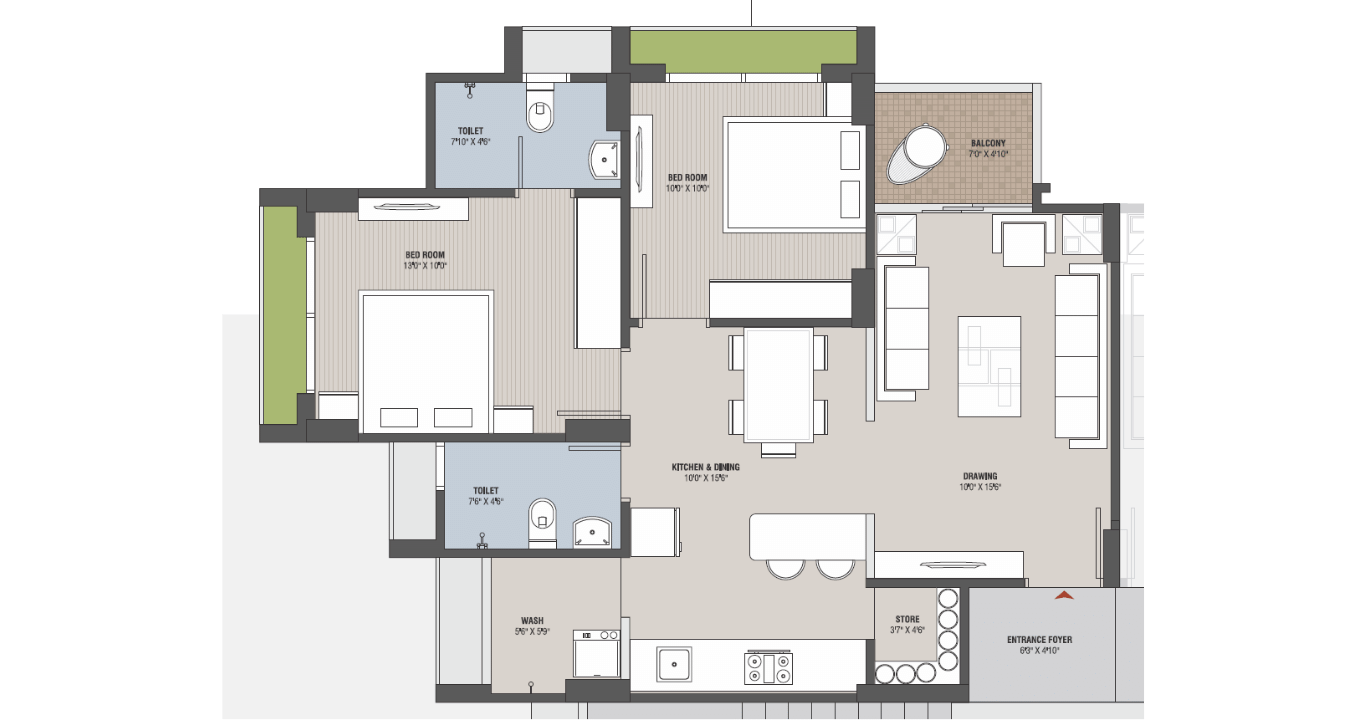 TOILET
7'10" X 4'6"
BED ROOM
10'0" X 10'0"
BALCONY
7'0" X 4'10"
BED ROOM
13'0" X 10'0"
KITCHEN & DINING
10'0" X 15'6"
DRAWING
10'0" X 15'6"
TOILET
7'6" X 4'6"
WASH
5'6" X 5'9"
STORE
3'7" X 4'6"
ENTRANCE FOYER
6'3" X 4'10"